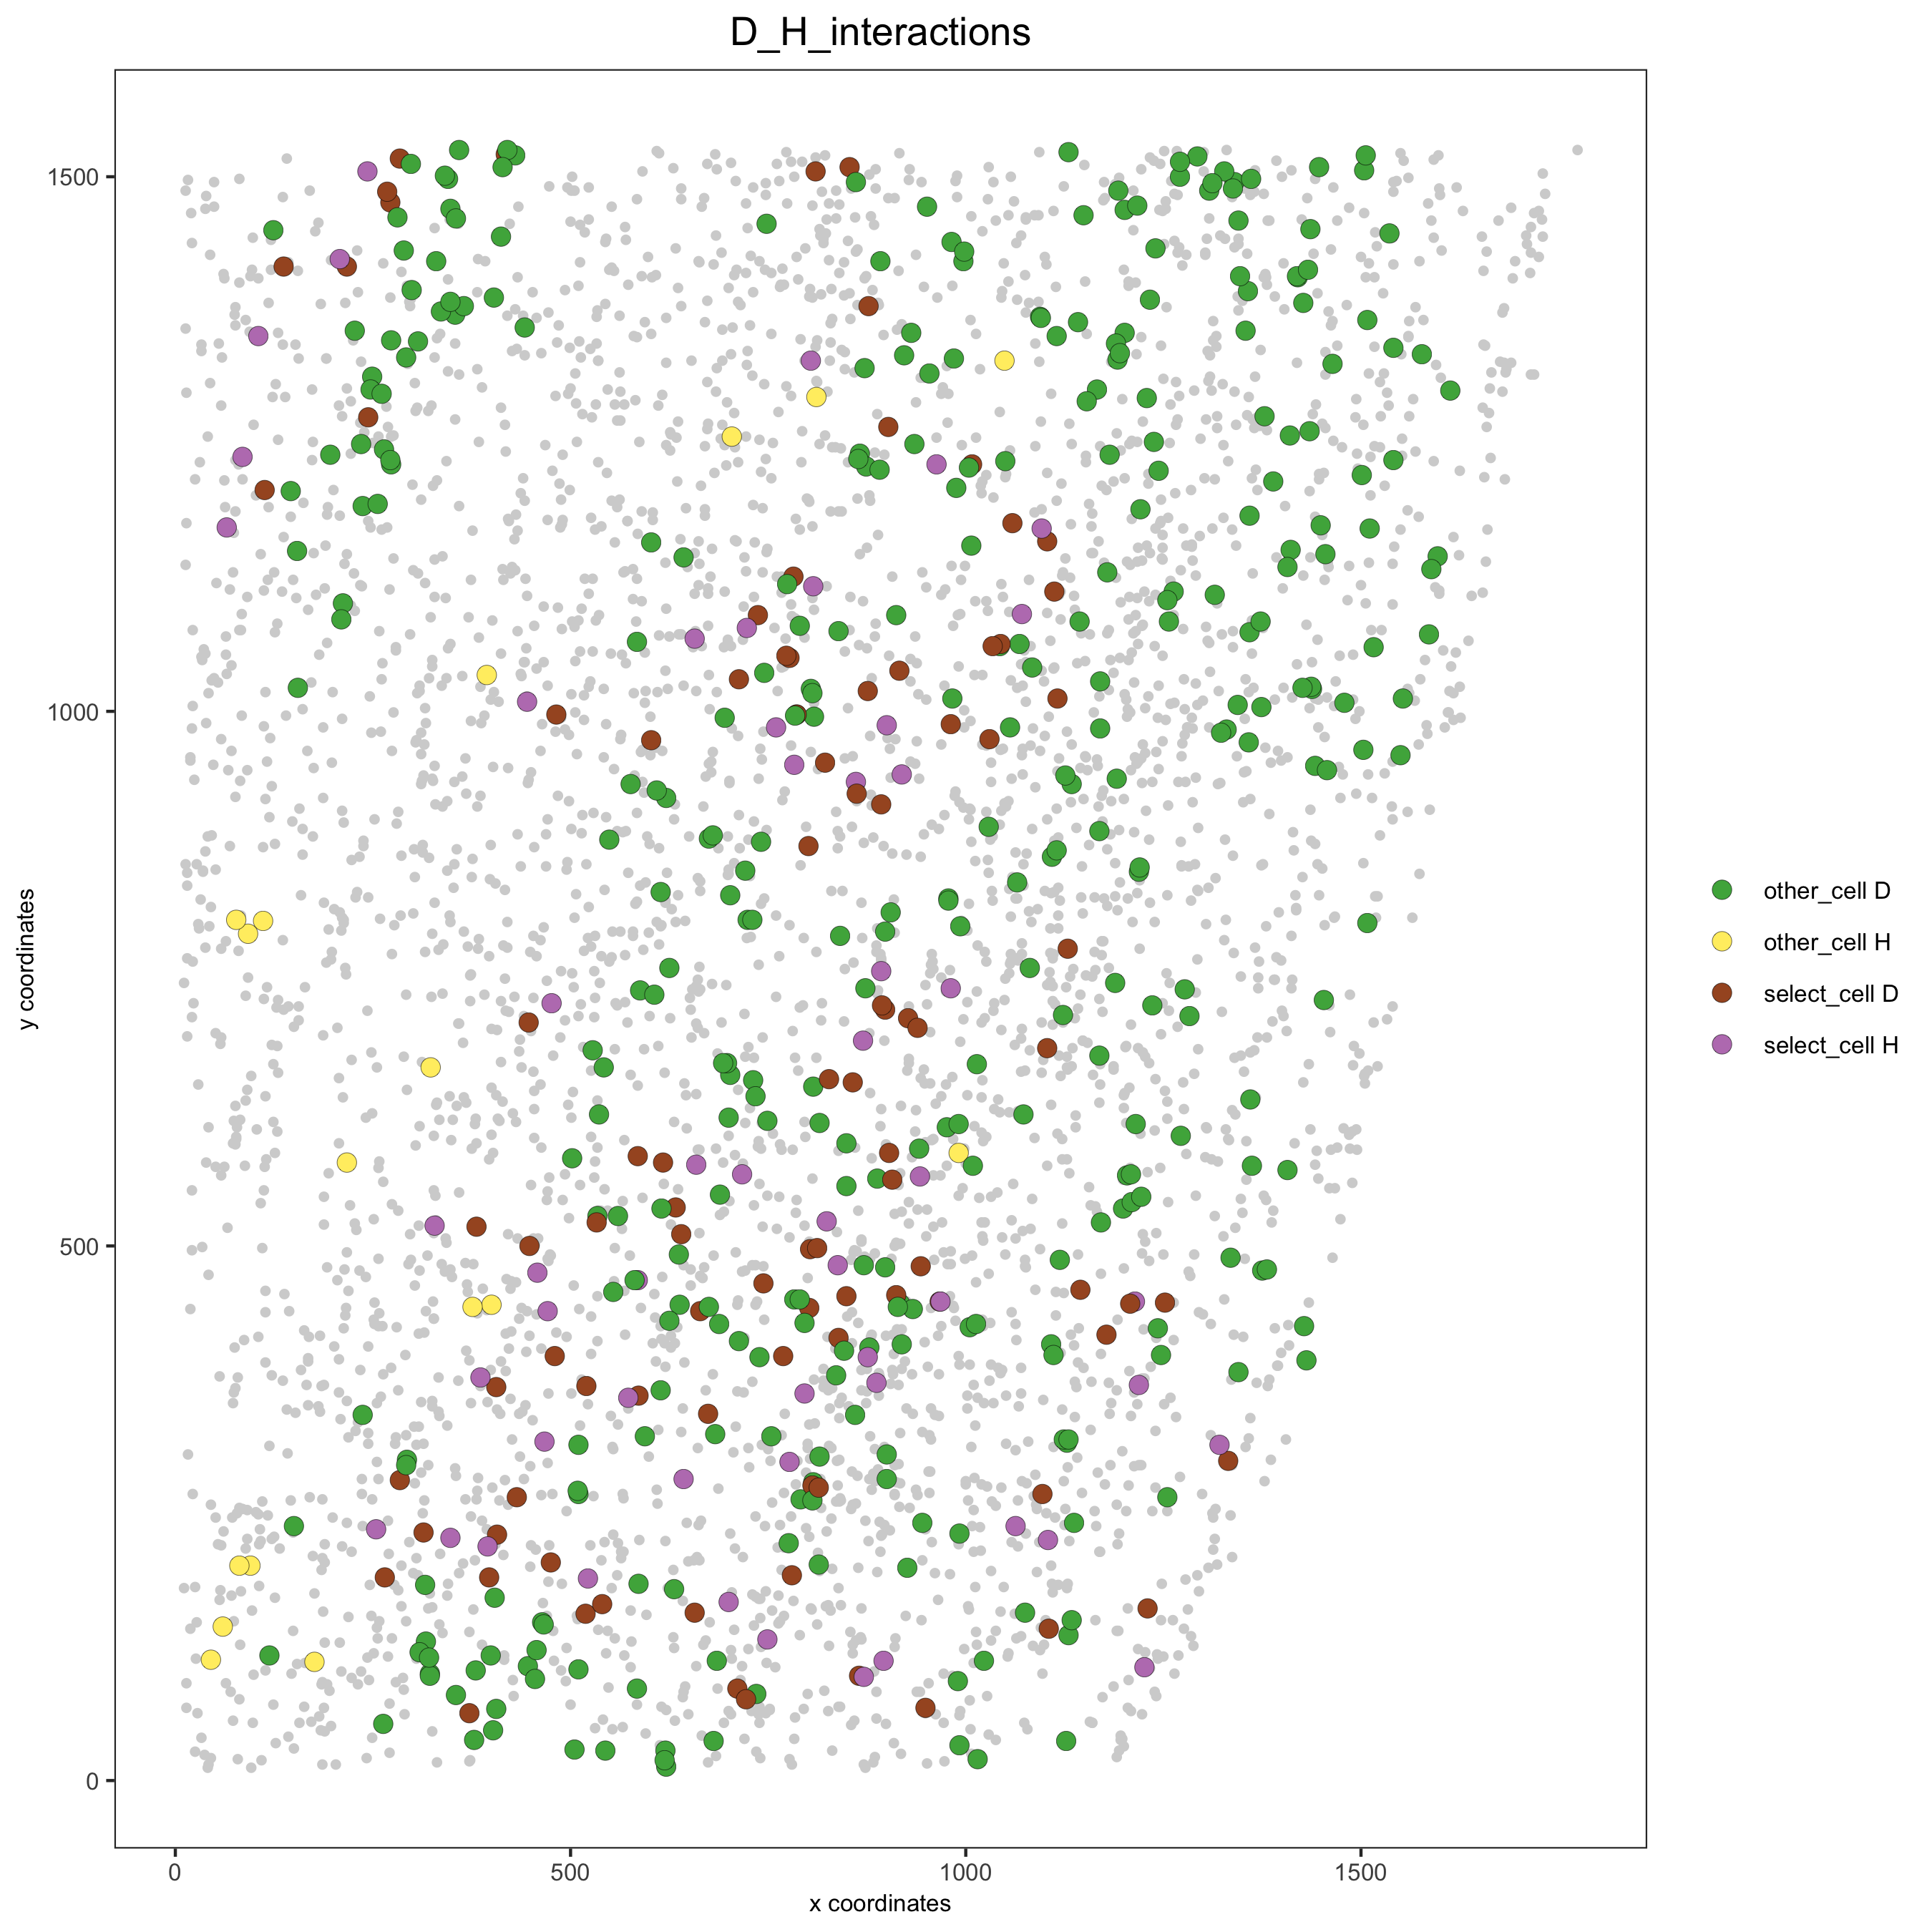 D_H_interactions
1500
1000
500
0
y coordinates
0 500 1000 1500
x coordinates
other_cell D
other_cell H
select_cell D
select_cell H